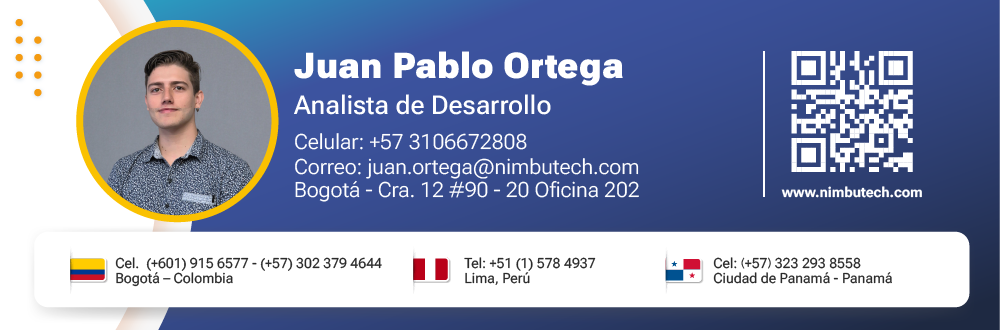 Juan Pablo Ortega
Analista de Desarrollo
Celular: +57 3106672808
Correo: juan.ortega@nimbutech.com
Bogotá - Cra. 12 #90 - 20 Oficina 202
www.nimbutech.com
Cel.  (+601) 915 6577 - (+57) 302 379 4644
Bogotá – Colombia
Tel: +51 (1) 578 4937
Lima, Perú
Cel: (+57) 323 293 8558
Ciudad de Panamá - Panamá